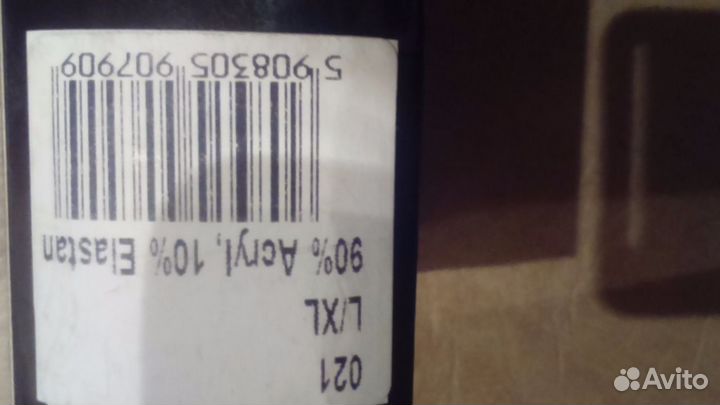 021
L/XL
90% Acryl, 10% Elastan
5 908305 907909
Avito